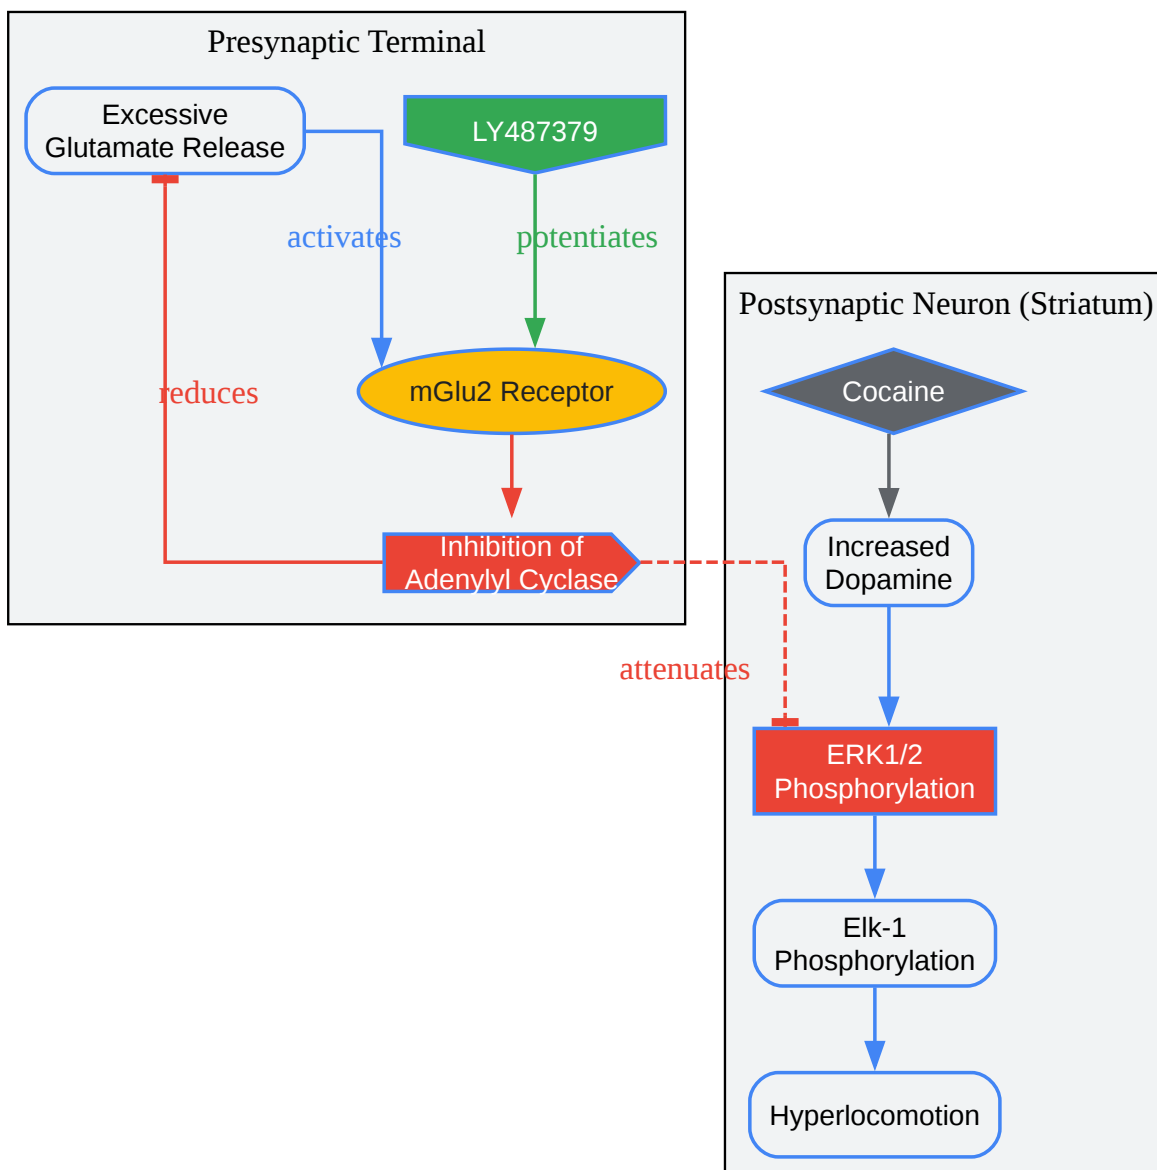 Presynaptic Terminal
Excessive
Glutamate Release
LY487379
activates
potentiates
reduces
mGlu2 Receptor
Inhibition of
Adenylyl Cyclase
attenuates
Postsynaptic Neuron (Striatum)
Cocaine
Increased
Dopamine
ERK1/2
Phosphorylation
Elk-1
Phosphorylation
Hyperlocomotion